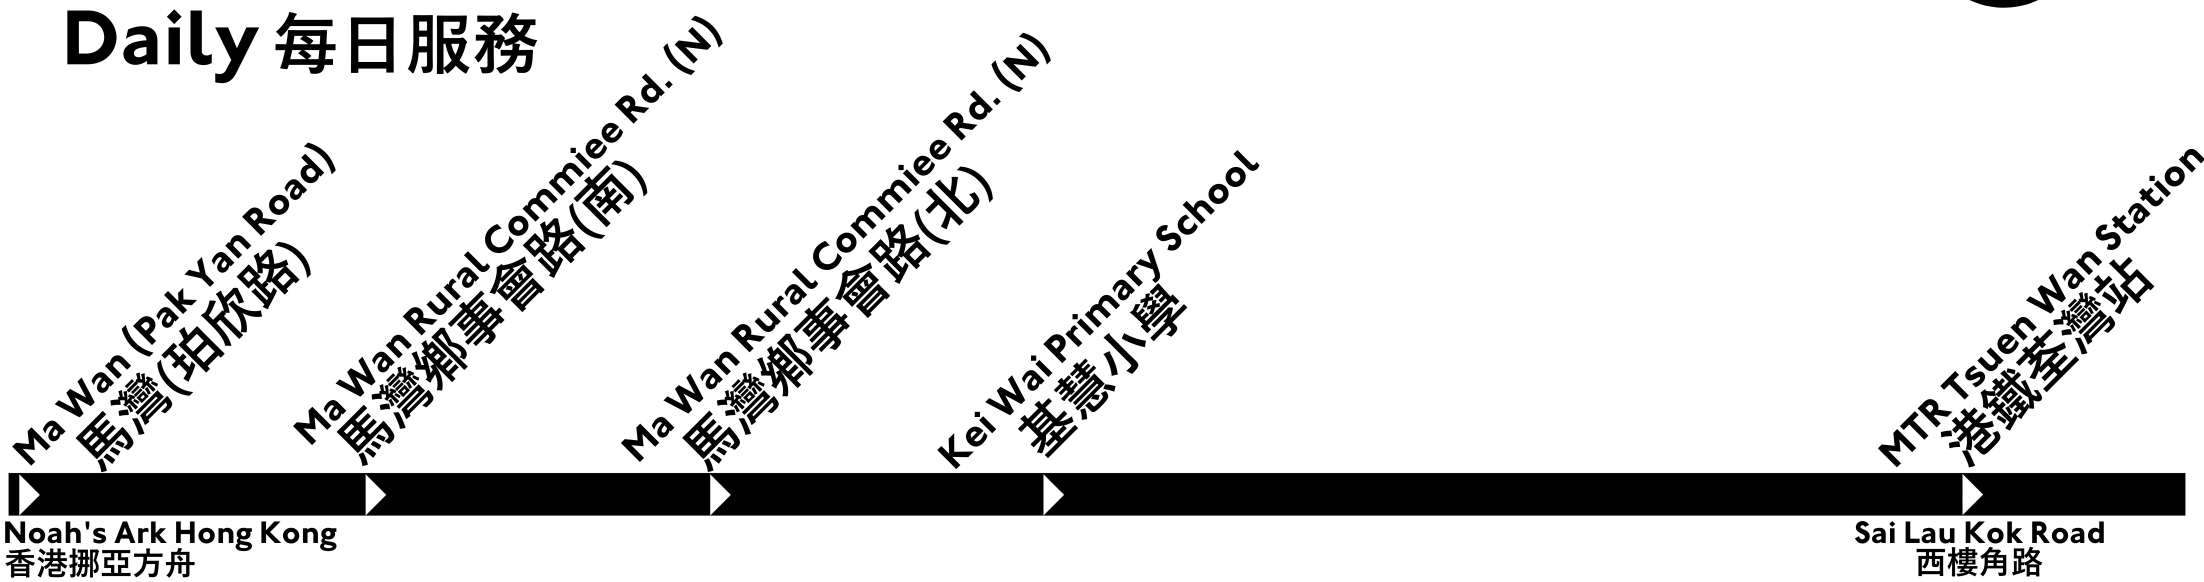 Daily 每日服務
Ma Wan (Pak Yan Road)
馬灣(珀欣路)
Ma Wan Rural Commiee Rd. (N)
馬灣鄉事會路(南)
Ma Wan Rural Commiee Rd. (N)
馬灣鄉事會路(北)
Kei Wai Primary School
基慧小學
MTR Tsuen Wan Station
港鐵荃灣站
Noah's Ark Hong Kong
香港挪亞方舟
Sai Lau Kok Road
西樓角路